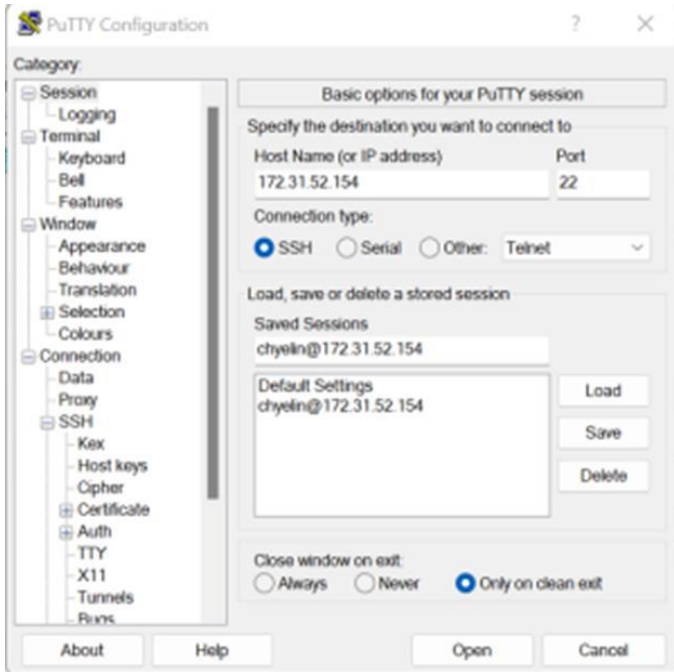 PuTTY Configuration
? ×
Category:
Session
Logging
Terminal
Keyboard
Bell
Features
Window
Appearance
Behaviour
Translation
Selection
Colours
Connection
Data
Proxy
SSH
Kex
Host keys
Cipher
Certificate
Auth
TTY
X11
Tunnels
Bugs
Basic options for your PuTTY session
Specify the destination you want to connect to
Host Name (or IP address) Port
172.31.52.154 22
Connection type:
SSH Serial Other: Telnet
Load, save or delete a stored session
Saved Sessions
chyelin@172.31.52.154
Default Settings
chyelin@172.31.52.154
Load
Save
Delete
Close window on exit:
Always Never Only on clean exit
About Help Open Cancel